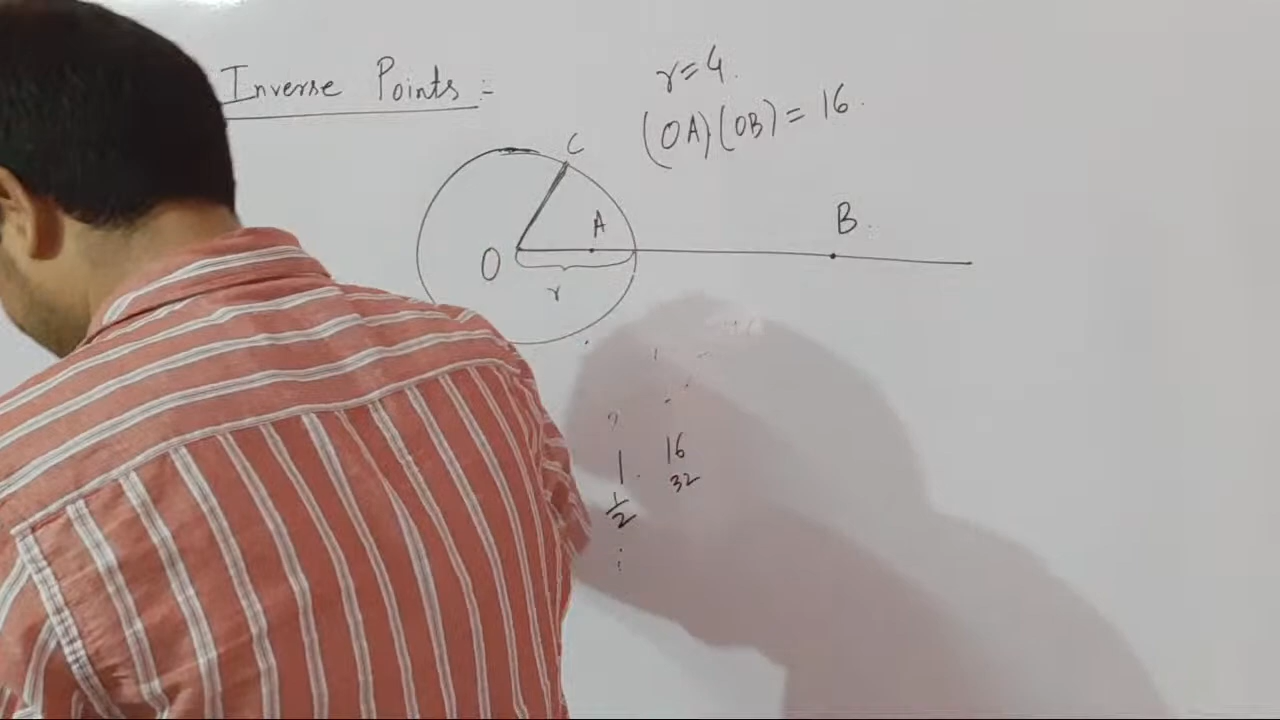 Inverse Points :-
r = 4.
(OA).(OB) = 16.
C
A
B.
O
r
1. 16
1/2 32
⋮